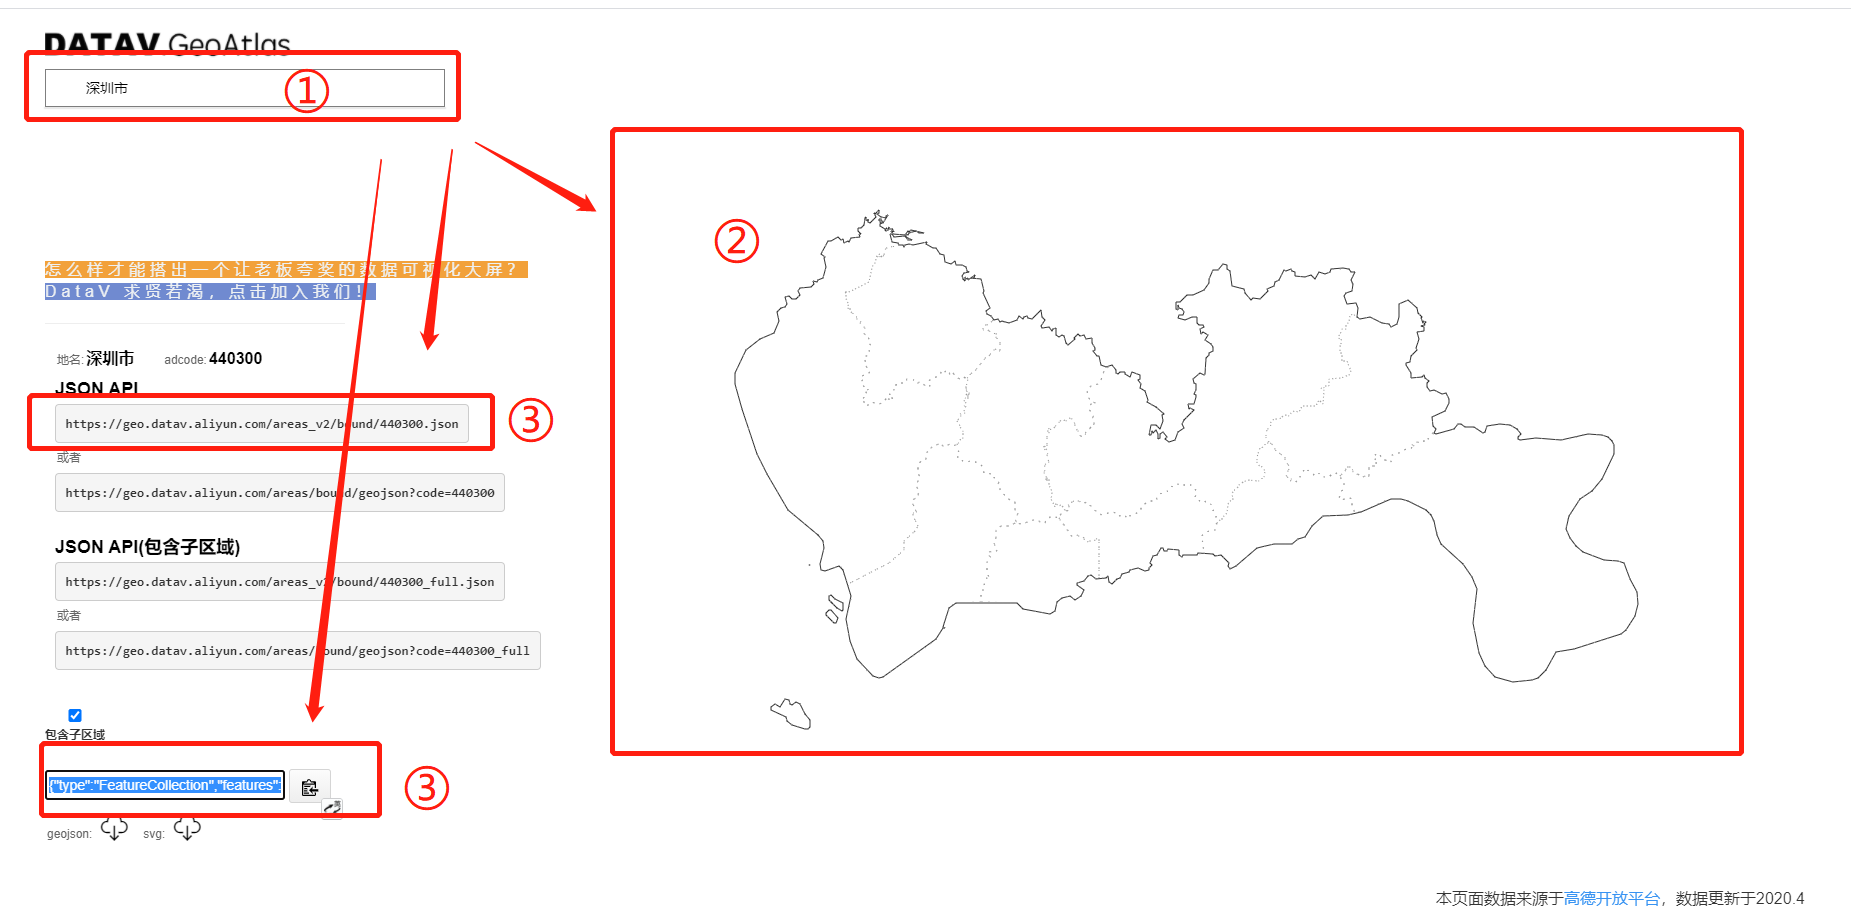 DATAV.GeoAtlas
深圳市
①
②
怎么样才能搭出一个让老板夸奖的数据可视化大屏？
DataV 求贤若渴，点击加入我们！
地名: 深圳市 adcode: 440300
JSON API
https://geo.datav.aliyun.com/areas_v2/bound/440300.json
③
或者
https://geo.datav.aliyun.com/areas/bound/geojson?code=440300
JSON API(包含子区域)
https://geo.datav.aliyun.com/areas_v2/bound/440300_full.json
或者
https://geo.datav.aliyun.com/areas/bound/geojson?code=440300_full
包含子区域
{"type":"FeatureCollection","features":
③
geojson: svg:
本页面数据来源于高德开放平台，数据更新于2020.4